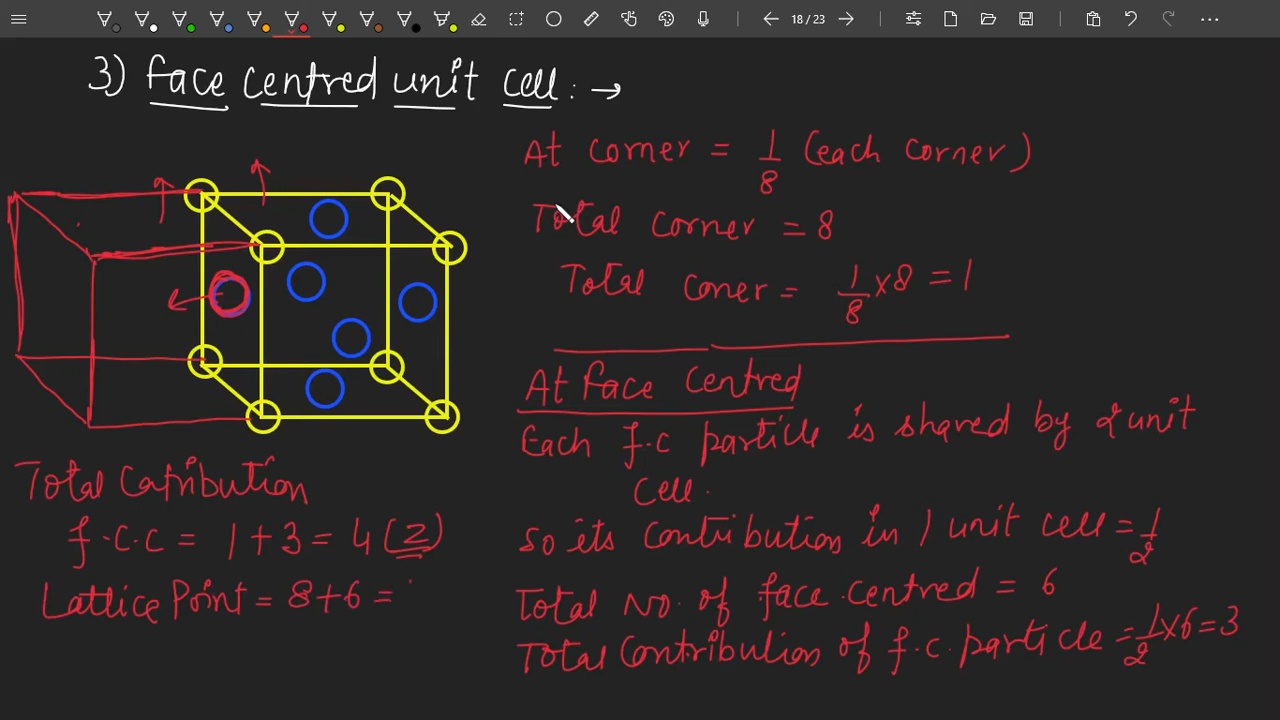 18 / 23
3) face centred unit cell : →
At corner = 1/8 (each corner)
Total corner = 8
Total coner = 1/8 × 8 = 1
At face centred
Each f.c particle is shared by 2 unit
cell.
So its contribution in 1 unit cell = 1/2
Total No. of face centred = 6
Total contribution of f.c. particle = 1/2 × 6 = 3
Total Catribution
f.c.c = 1 + 3 = 4 (z)
Lattice Point = 8 + 6 =